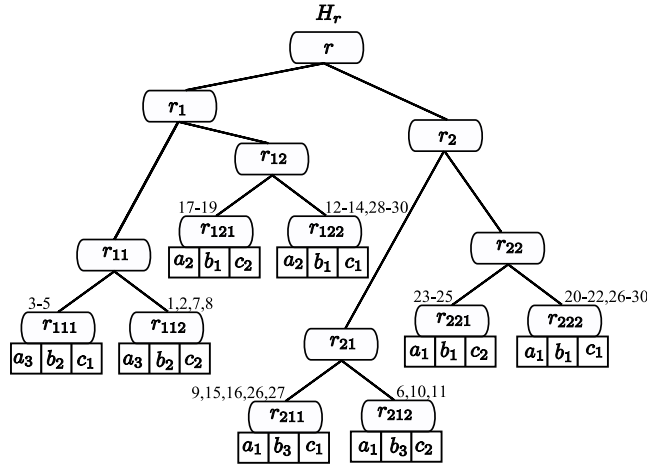 H_r
r
r_1
r_2
r_12
17-19 12-14,28-30
r_121 r_122
a_2 b_1 c_2 a_2 b_1 c_1
r_11 r_22
3-5 1,2,7,8 23-25 20-22,26-30
r_111 r_112 r_221 r_222
a_3 b_2 c_1 a_3 b_2 c_2 a_1 b_1 c_2 a_1 b_1 c_1
r_21
9,15,16,26,27 6,10,11
r_211 r_212
a_1 b_3 c_1 a_1 b_3 c_2